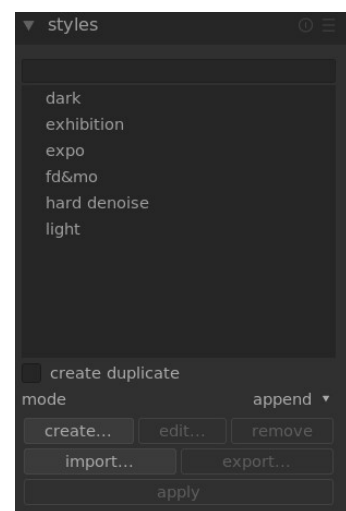 styles
dark
exhibition
expo
fd&mo
hard denoise
light
create duplicate
mode append
create... edit... remove
import... export...
apply